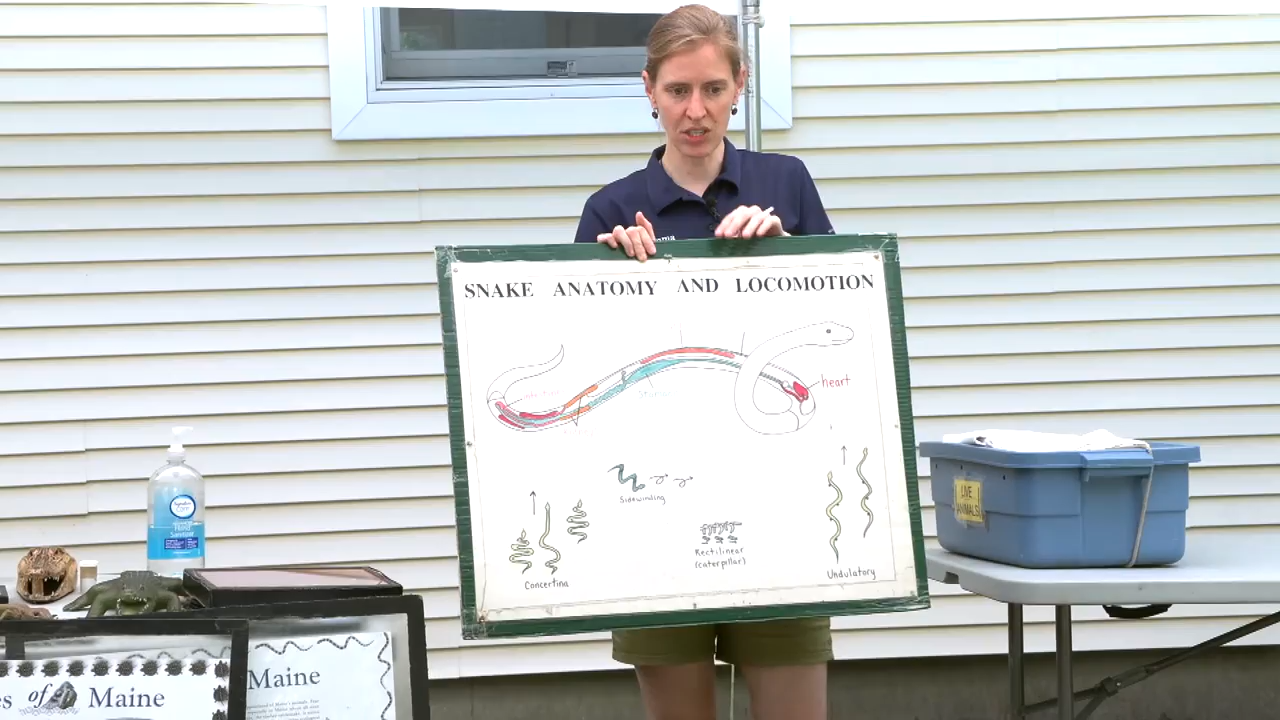 SNAKE ANATOMY AND LOCOMOTION
heart
Sidewinding
Rectilinear
(caterpillar)
Concertina
Undulatory
LIVE
ANIMALS
Hand
Sanitizer
of Maine
Maine